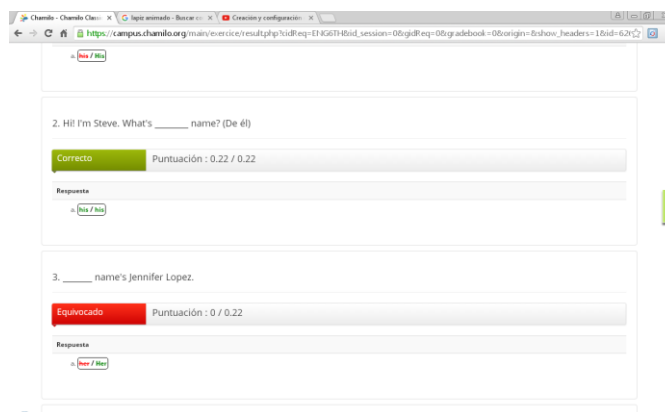 Chamilo - Chamilo Classic
lapiz animado - Buscar co
Creación y configuración
https://campus.chamilo.org/main/exercice/result.php?cidReq=ENG6TH&id_session=0&gidReq=0&gradebook=0&origin=&show_headers=1&id=626
a. his / His
2. Hi! I'm Steve. What's _______ name? (De él)
Correcto
Puntuación : 0.22 / 0.22
Respuesta
a. his / his
3. ______ name's Jennifer Lopez.
Equivocado
Puntuación : 0 / 0.22
Respuesta
a. her / Her